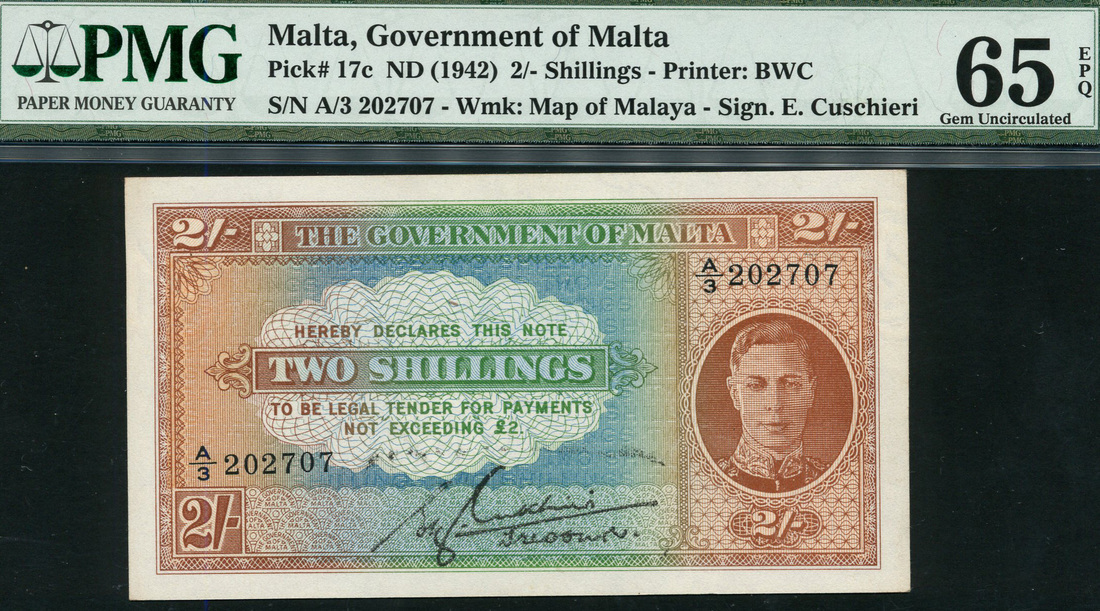 PMG
PAPER MONEY GUARANTY
Malta, Government of Malta
Pick# 17c ND (1942) 2/- Shillings - Printer: BWC
S/N A/3 202707 - Wmk: Map of Malaya - Sign. E. Cuschieri
65
EPQ
Gem Uncirculated
2/-
THE GOVERNMENT OF MALTA
2/-
A/3 202707
HEREBY DECLARES THIS NOTE
TWO SHILLINGS
TO BE LEGAL TENDER FOR PAYMENTS
NOT EXCEEDING £2.
A/3 202707
2/-
Treasurer.
2/-